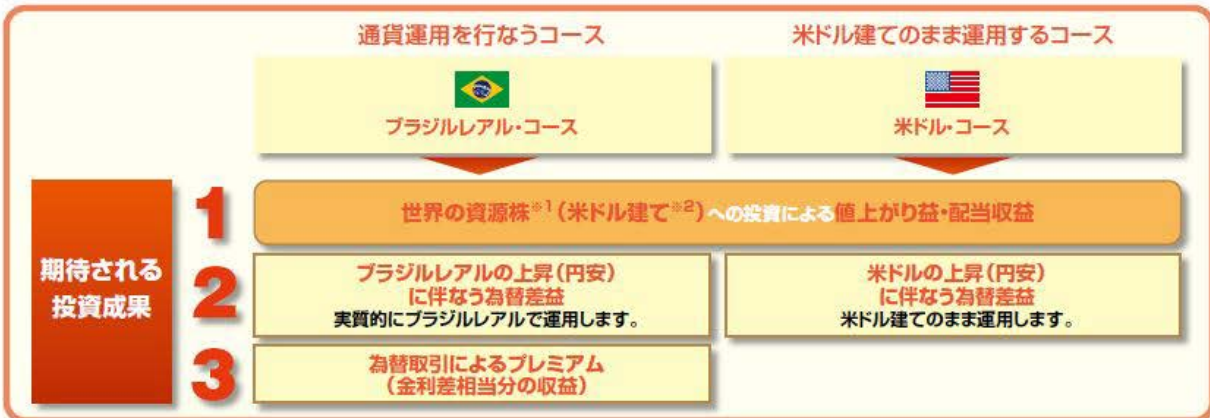 通貨運用を行なうコース
米ドル建てのまま運用するコース
ブラジルレアル・コース
米ドル・コース
期待される
投資成果
1
世界の資源株※1(米ドル建て※2)への投資による値上がり益・配当収益
2
ブラジルレアルの上昇(円安)
に伴なう為替差益
実質的にブラジルレアルで運用します。
米ドルの上昇(円安)
に伴なう為替差益
米ドル建てのまま運用します。
3
為替取引によるプレミアム
(金利差相当分の収益)